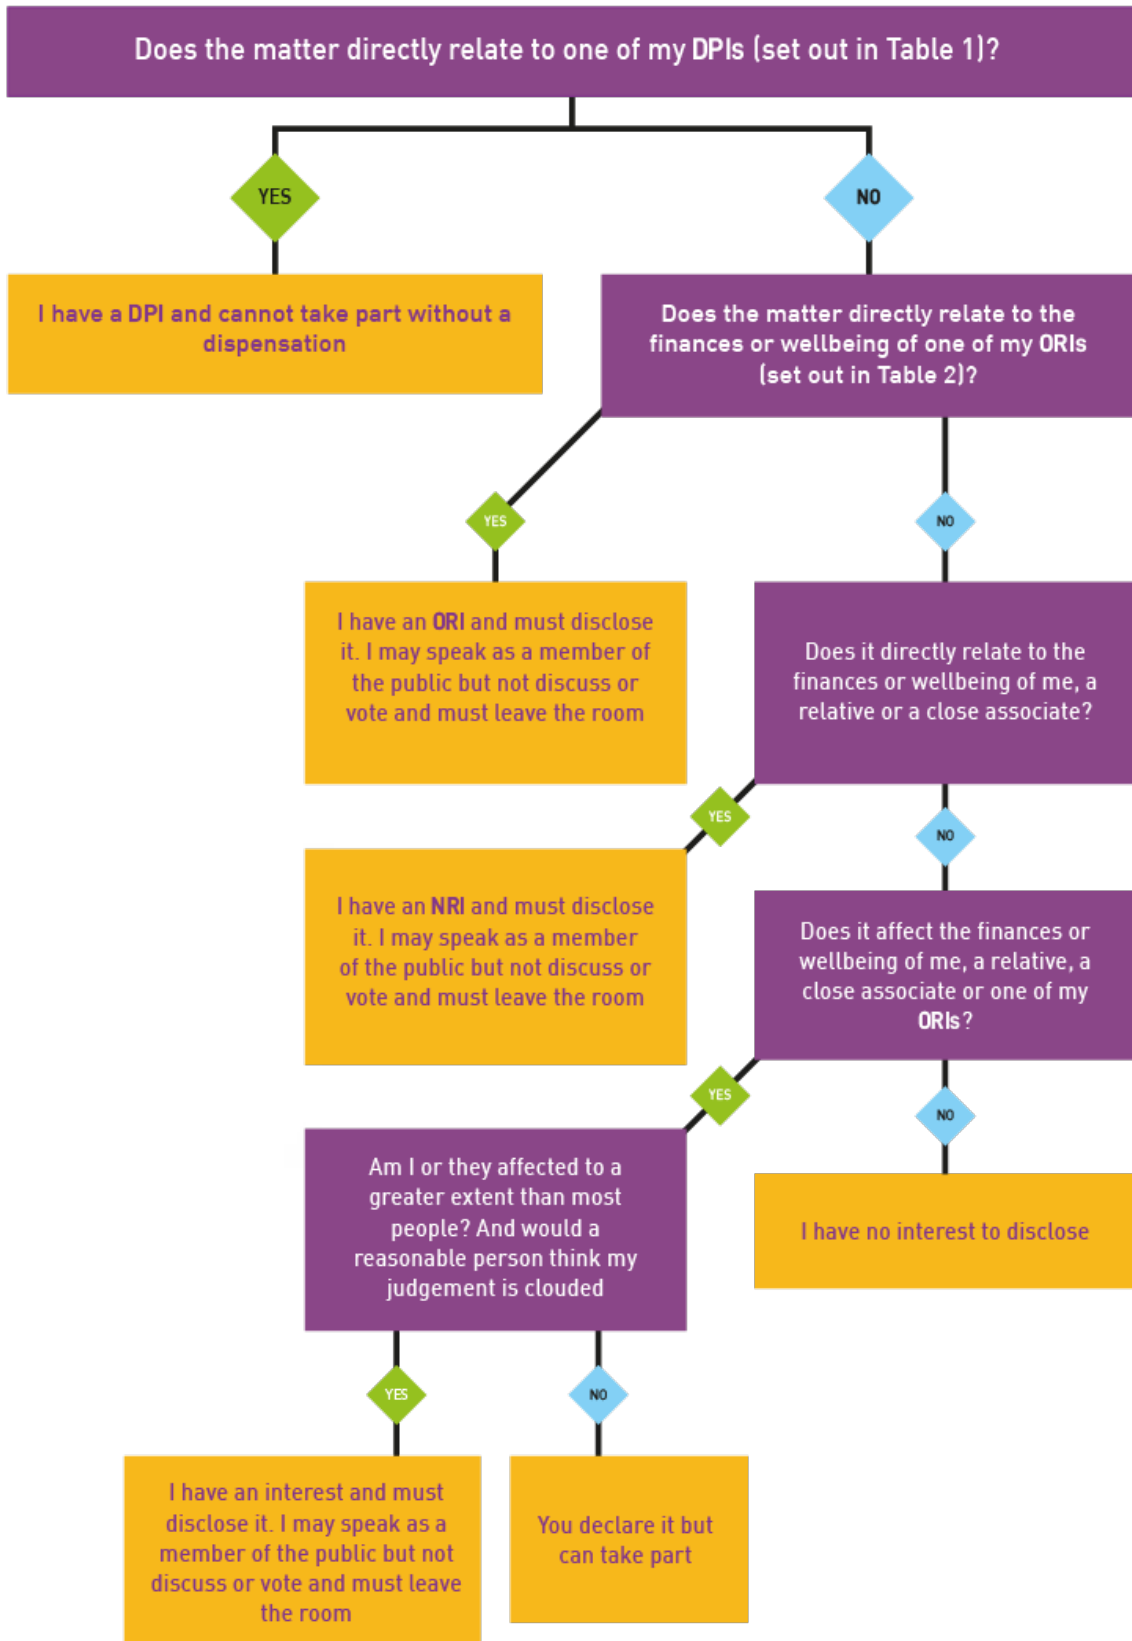 Does the matter directly relate to one of my DPIs (set out in Table 1)?
YES
NO
I have a DPI and cannot take part without a
dispensation
Does the matter directly relate to the
finances or wellbeing of one of my ORIs
(set out in Table 2)?
YES
NO
I have an ORI and must disclose
it. I may speak as a member of
the public but not discuss or
vote and must leave the room
Does it directly relate to the
finances or wellbeing of me, a
relative or a close associate?
YES
NO
I have an NRI and must disclose
it. I may speak as a member
of the public but not discuss or
vote and must leave the room
Does it affect the finances or
wellbeing of me, a relative, a
close associate or one of my
ORIs?
YES
NO
Am I or they affected to a
greater extent than most
people? And would a
reasonable person think my
judgement is clouded
I have no interest to disclose
YES
NO
I have an interest and must
disclose it. I may speak as a
member of the public but not
discuss or vote and must leave
the room
You declare it but
can take part